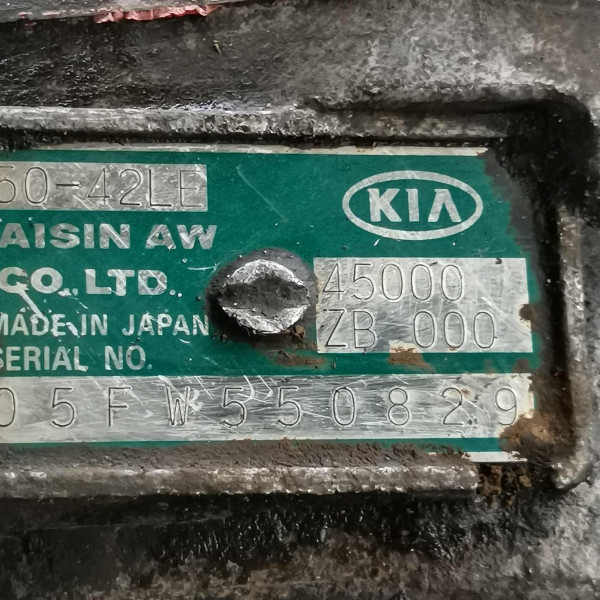 60-42LE
KIA
AISIN AW
CO., LTD.
45000
MADE IN JAPAN
ZB 000
SERIAL NO.
05FW550829